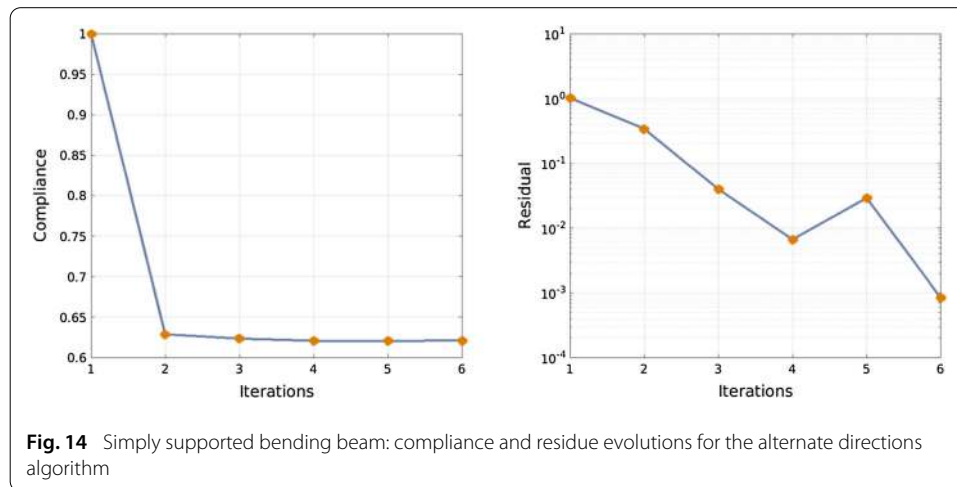 1
0.95
0.9
0.85
0.8
0.75
0.7
0.65
0.6
Compliance
1 2 3 4 5 6
Iterations
10^1
10^0
10^-1
10^-2
10^-3
10^-4
Residual
1 2 3 4 5 6
Iterations
Fig. 14 Simply supported bending beam: compliance and residue evolutions for the alternate directions
algorithm